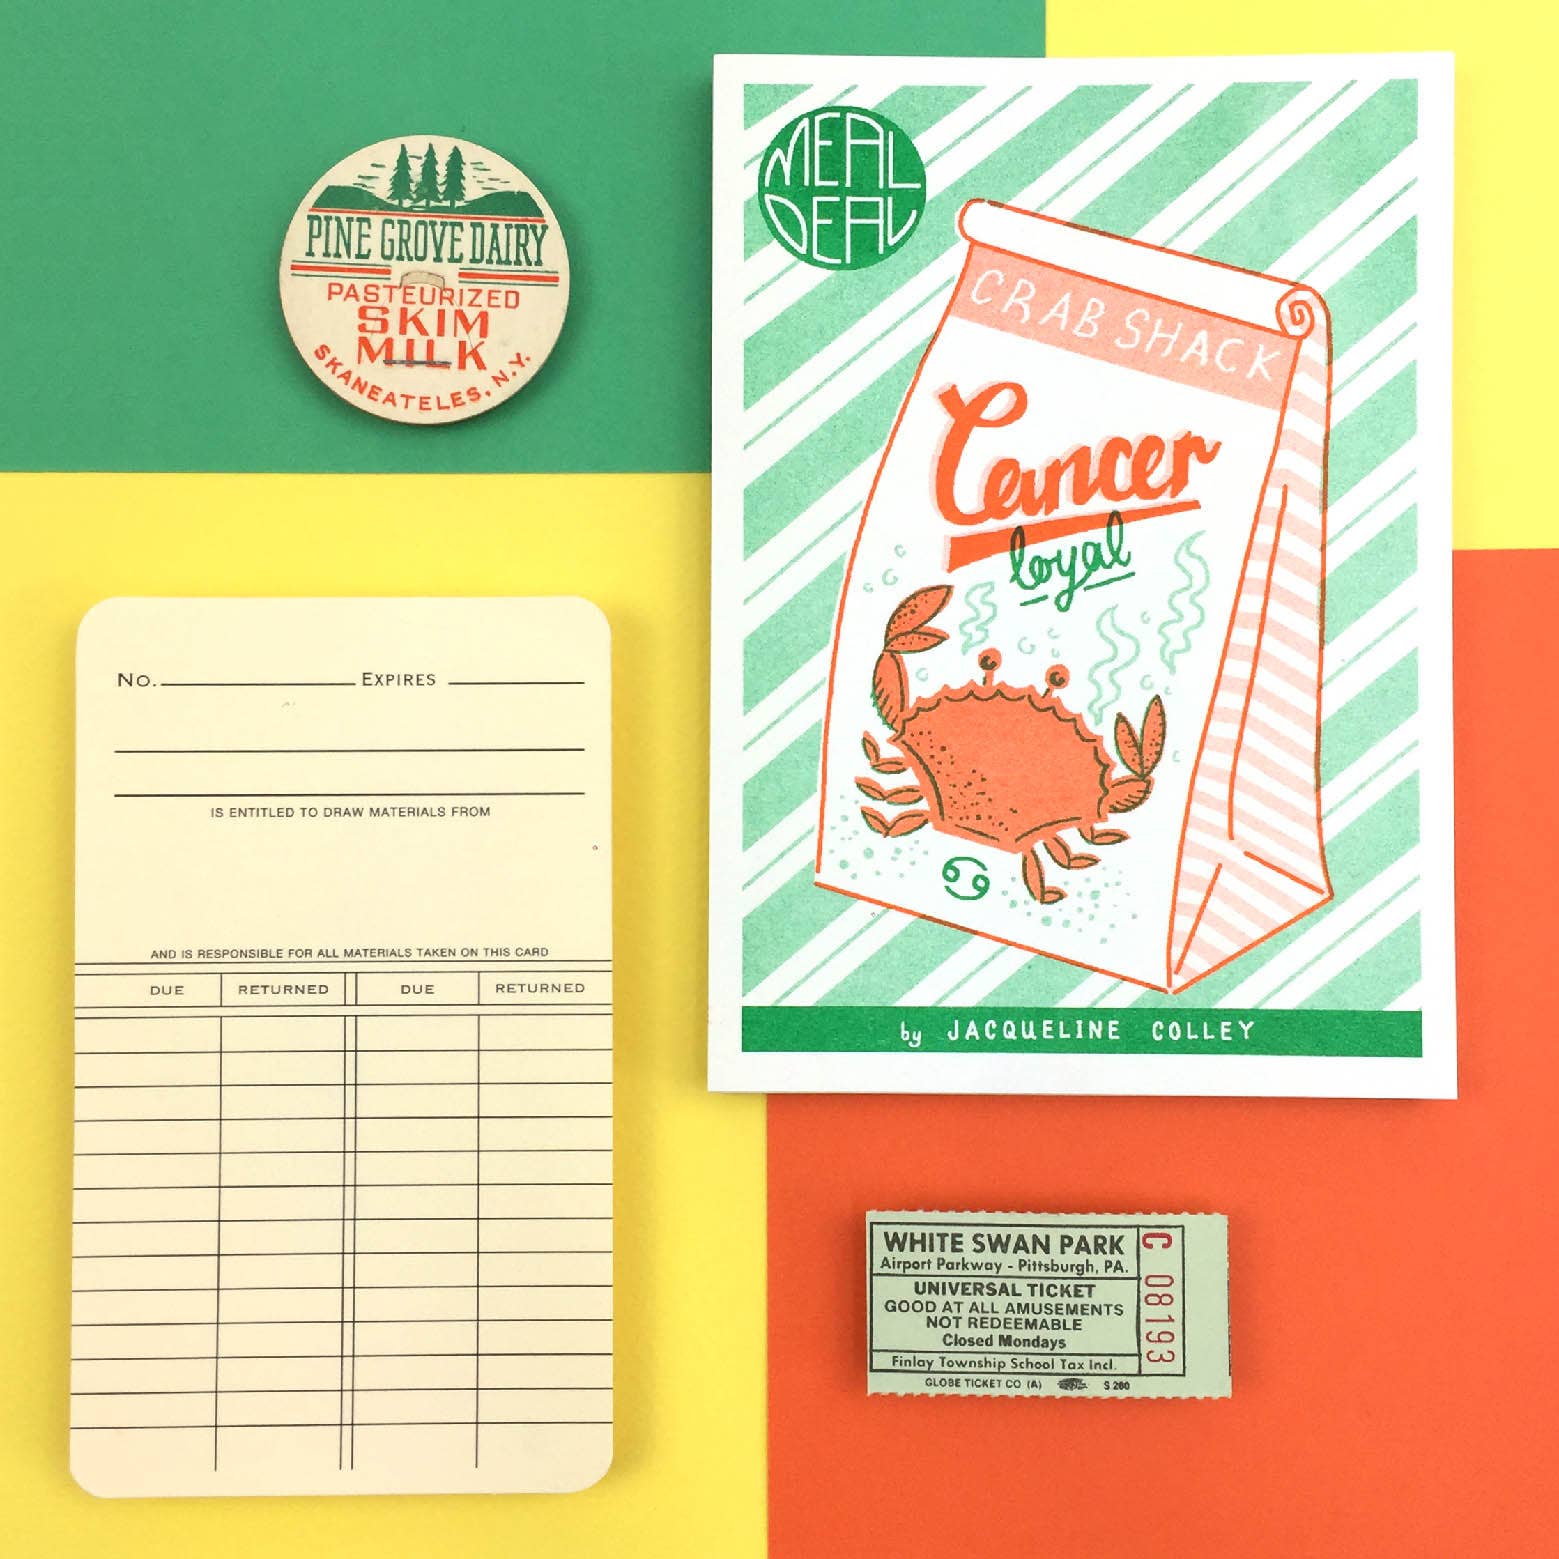 PINE GROVE DAIRY
PASTEURIZED
SKIM
MILK
SKANEATELES, N.Y.
MEAL
DEAL
CRAB SHACK
Cancer
loyal
by JACQUELINE COLLEY
No. EXPIRES
IS ENTITLED TO DRAW MATERIALS FROM
AND IS RESPONSIBLE FOR ALL MATERIALS TAKEN ON THIS CARD
DUE RETURNED DUE RETURNED
WHITE SWAN PARK
Airport Parkway - Pittsburgh, PA.
UNIVERSAL TICKET
GOOD AT ALL AMUSEMENTS
NOT REDEEMABLE
Closed Mondays
Finlay Township School Tax Incl.
GLOBE TICKET CO (A) S 280
C 08193